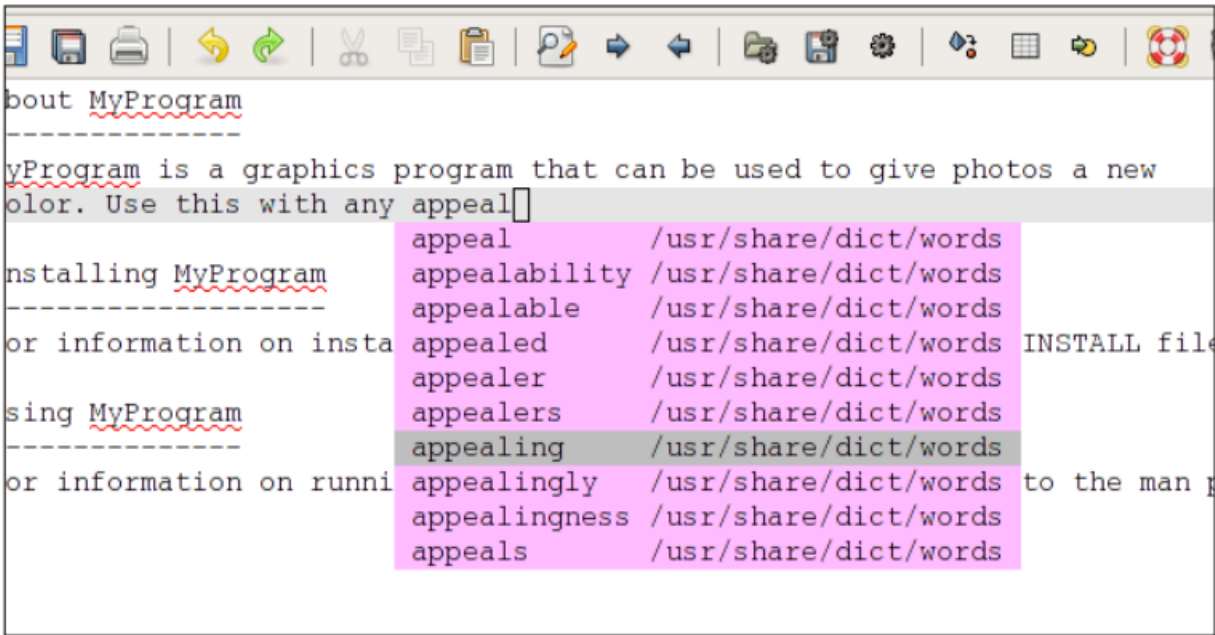 bout MyProgram
--------------
yProgram is a graphics program that can be used to give photos a new
olor. Use this with any appeal
appeal /usr/share/dict/words
nstalling MyProgram appealability /usr/share/dict/words
------------------- appealable /usr/share/dict/words
or information on insta appealed /usr/share/dict/words INSTALL file
appealer /usr/share/dict/words
sing MyProgram appealers /usr/share/dict/words
-------------- appealing /usr/share/dict/words
or information on runni appealingly /usr/share/dict/words to the man p
appealingness /usr/share/dict/words
appeals /usr/share/dict/words